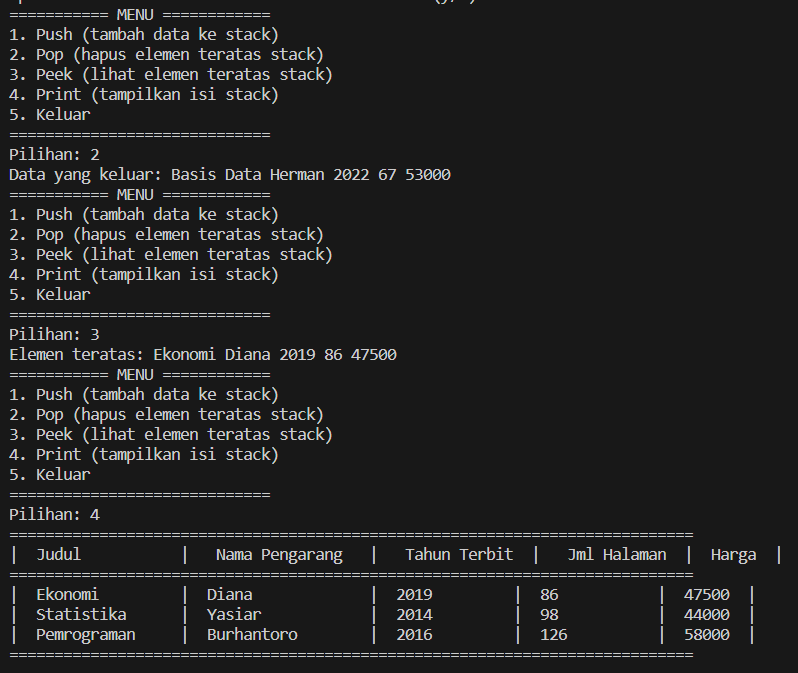 =========== MENU ============
1. Push (tambah data ke stack)
2. Pop (hapus elemen teratas stack)
3. Peek (lihat elemen teratas stack)
4. Print (tampilkan isi stack)
5. Keluar
=============================
Pilihan: 2
Data yang keluar: Basis Data Herman 2022 67 53000
=========== MENU ============
1. Push (tambah data ke stack)
2. Pop (hapus elemen teratas stack)
3. Peek (lihat elemen teratas stack)
4. Print (tampilkan isi stack)
5. Keluar
=============================
Pilihan: 3
Elemen teratas: Ekonomi Diana 2019 86 47500
=========== MENU ============
1. Push (tambah data ke stack)
2. Pop (hapus elemen teratas stack)
3. Peek (lihat elemen teratas stack)
4. Print (tampilkan isi stack)
5. Keluar
=============================
Pilihan: 4
============================================================================
|  Judul           |   Nama Pengarang   |   Tahun Terbit  |   Jml Halaman  |  Harga  |
============================================================================
|  Ekonomi         |  Diana             |  2019         |  86           |  47500  |
|  Statistika      |  Yasiar            |  2014         |  98           |  44000  |
|  Pemrograman     |  Burhantoro        |  2016         |  126          |  58000  |
============================================================================